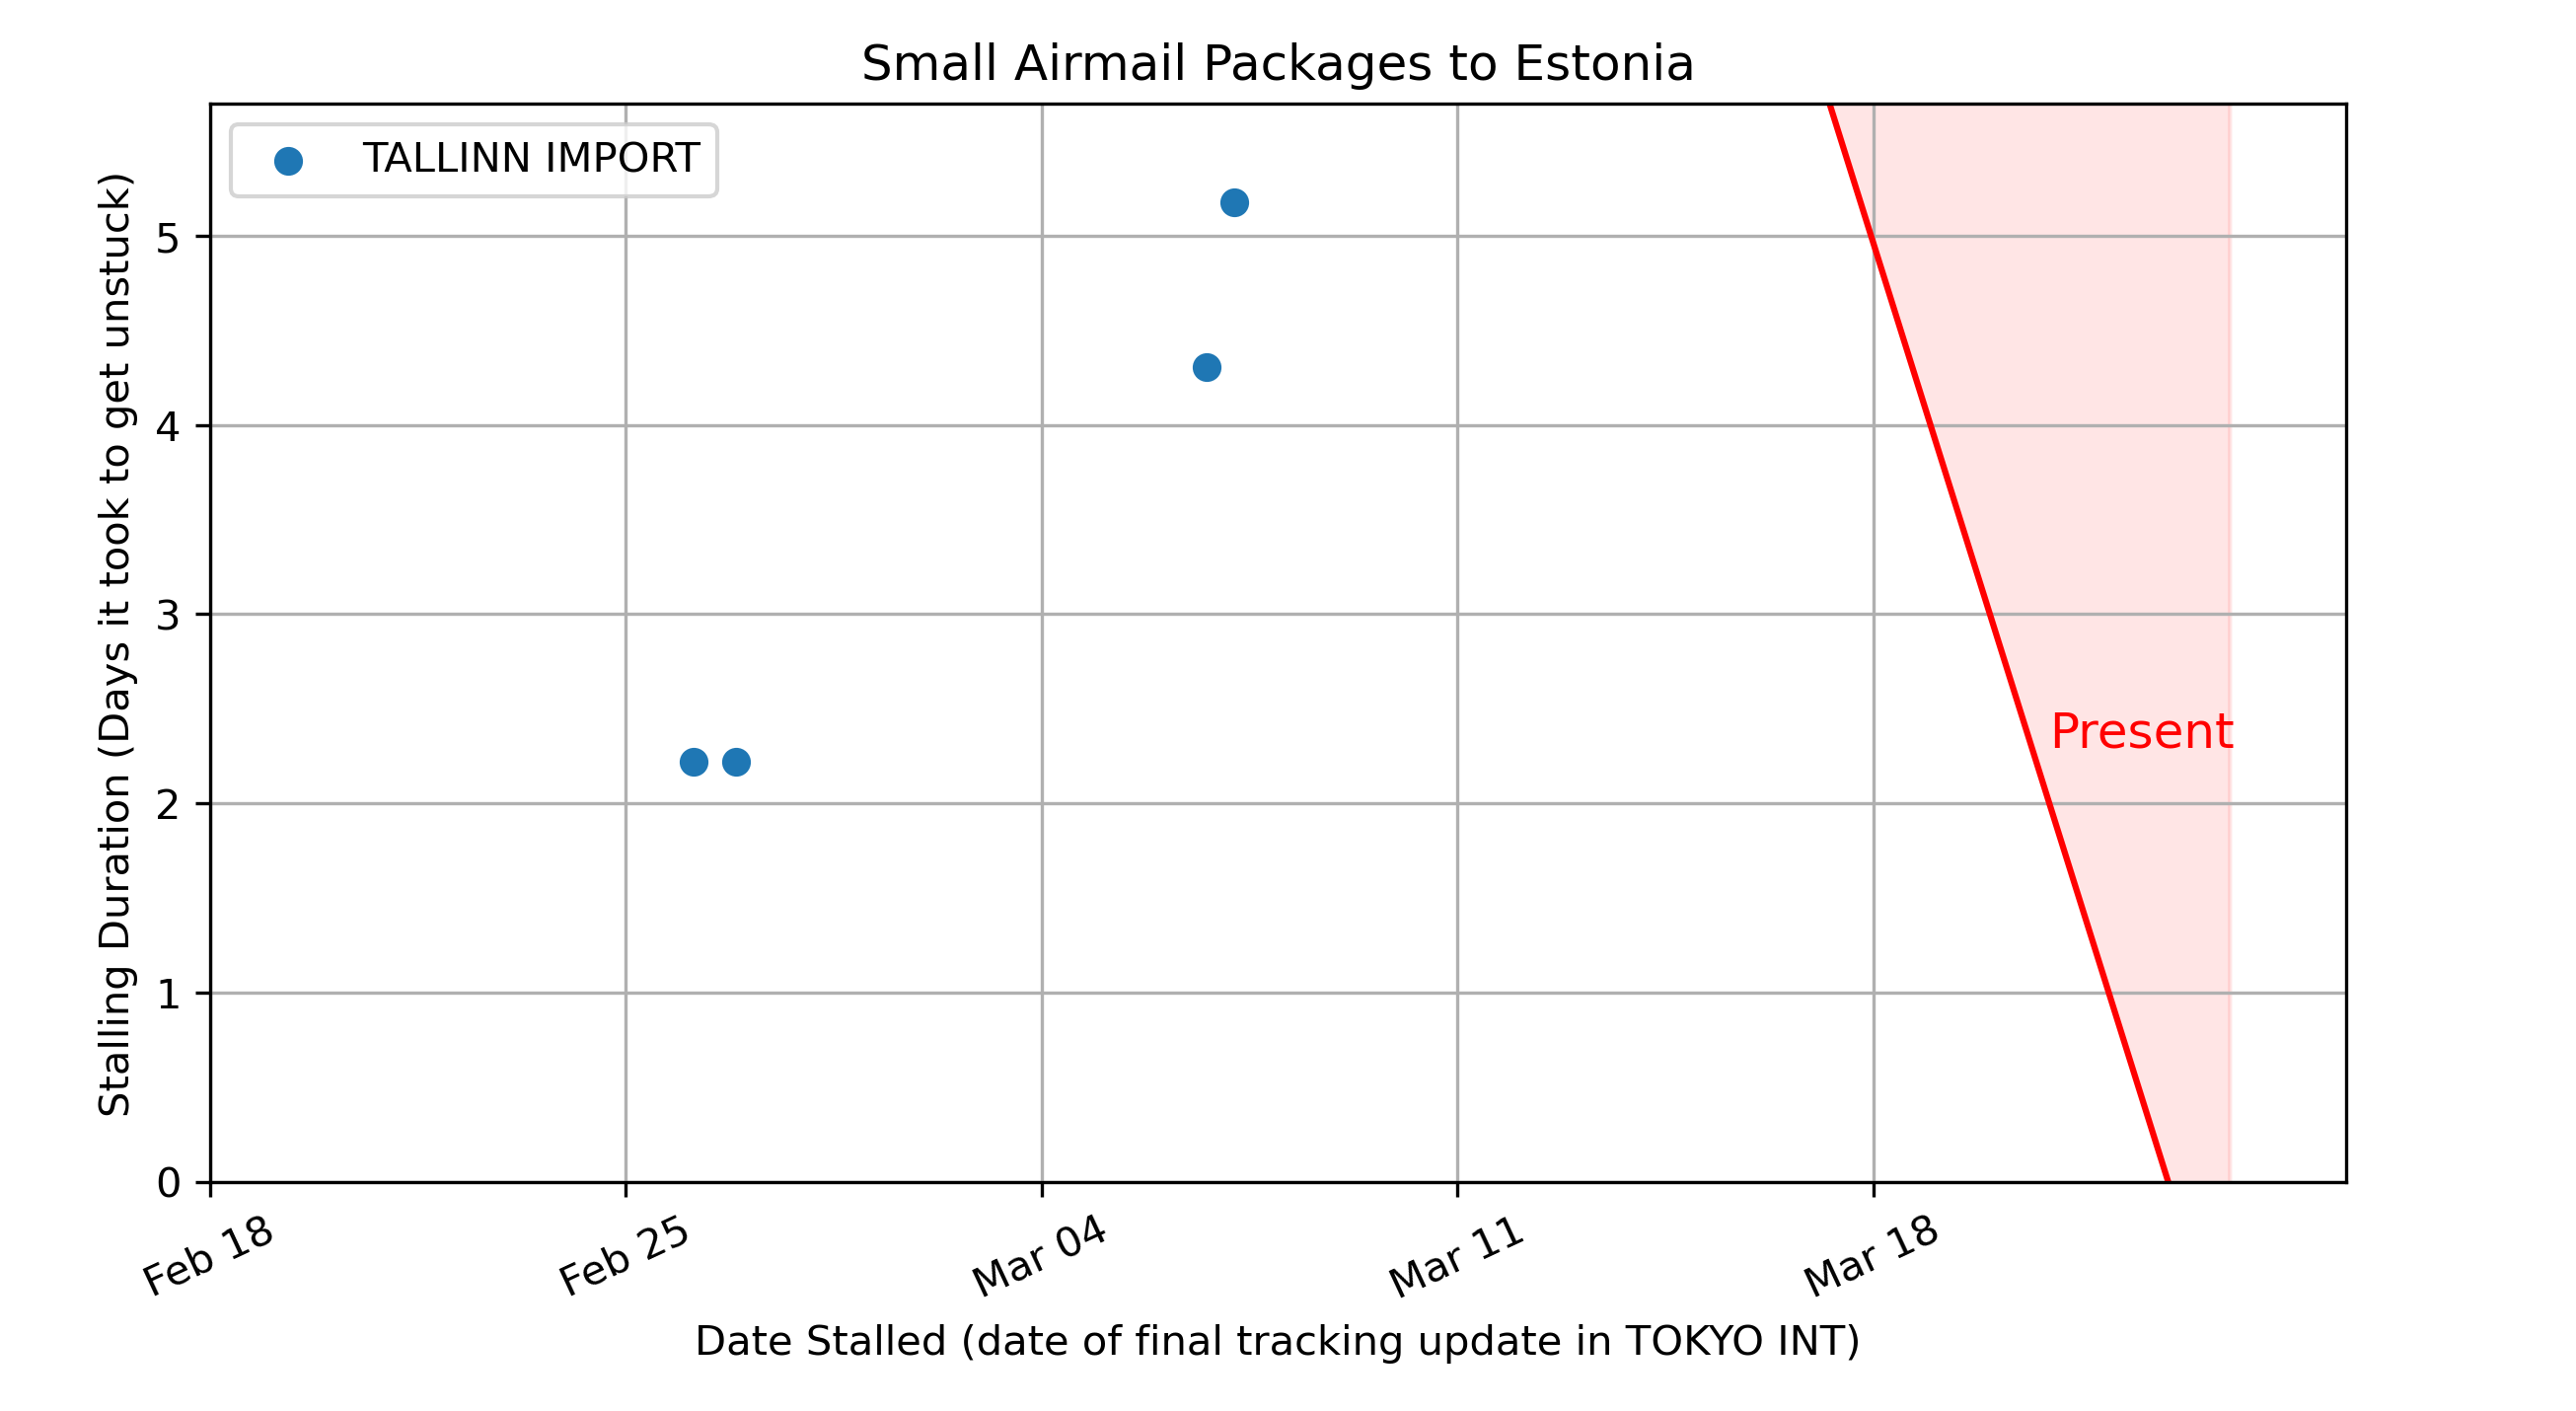 Small Airmail Packages to Estonia
TALLINN IMPORT
Stalling Duration (Days it took to get unstuck)
5
4
3
2
1
0
Present
Feb 18
Feb 25
Mar 04
Mar 11
Mar 18
Date Stalled (date of final tracking update in TOKYO INT)